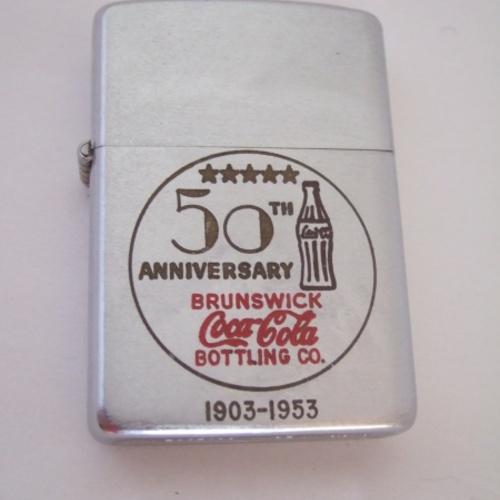 50TH
ANNIVERSARY
BRUNSWICK
Coca-Cola
BOTTLING CO.
1903-1953